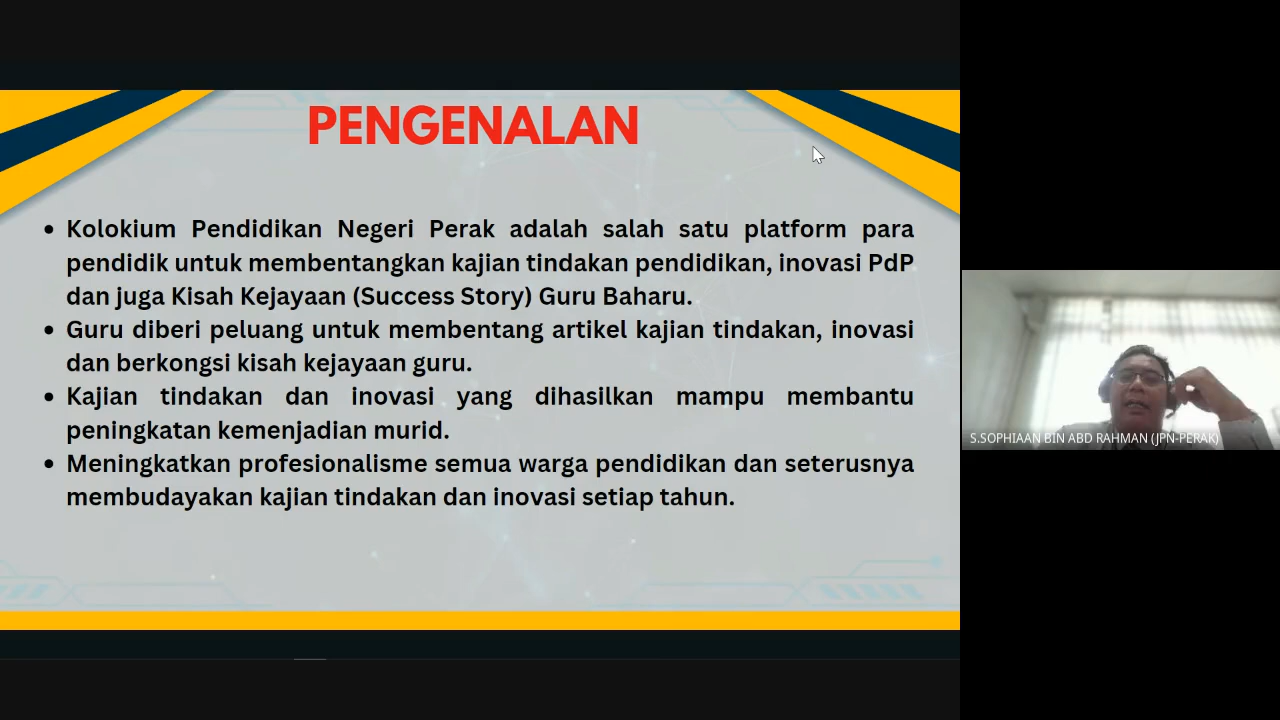 PENGENALAN
• Kolokium Pendidikan Negeri Perak adalah salah satu platform para
pendidik untuk membentangkan kajian tindakan pendidikan, inovasi PdP
dan juga Kisah Kejayaan (Success Story) Guru Baharu.
• Guru diberi peluang untuk membentang artikel kajian tindakan, inovasi
dan berkongsi kisah kejayaan guru.
• Kajian tindakan dan inovasi yang dihasilkan mampu membantu
peningkatan kemenjadian murid.
• Meningkatkan profesionalisme semua warga pendidikan dan seterusnya
membudayakan kajian tindakan dan inovasi setiap tahun.
S.SOPHIAAN BIN ABD RAHMAN (JPN-PERAK)